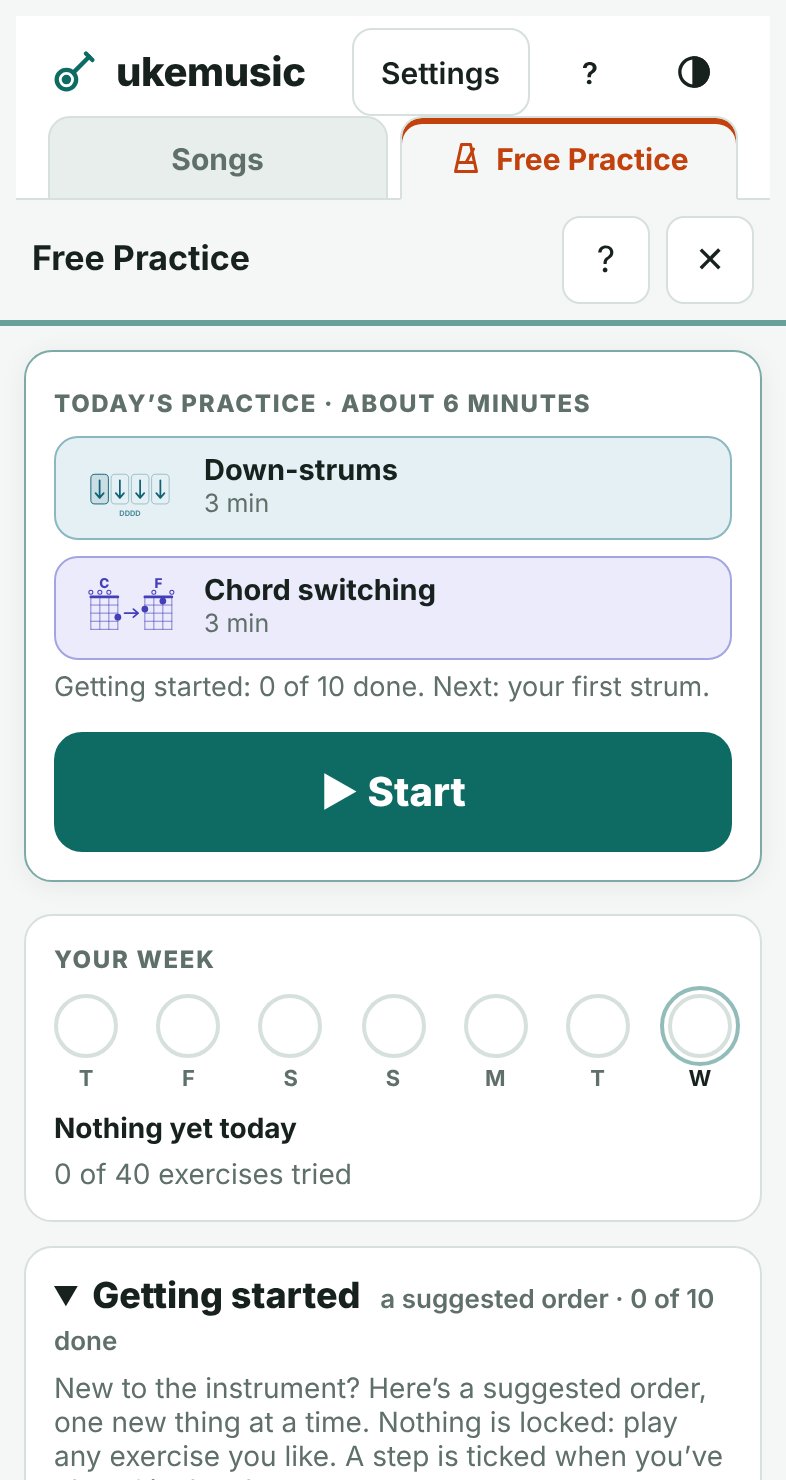 ukemusic
Settings
?
Songs
Free Practice
Free Practice
?
×
TODAY’S PRACTICE · ABOUT 6 MINUTES
Down-strums
3 min
DDDD
C F
Chord switching
3 min
Getting started: 0 of 10 done. Next: your first strum.
▶ Start
YOUR WEEK
T F S S M T W
Nothing yet today
0 of 40 exercises tried
▼ Getting started a suggested order · 0 of 10
done
New to the instrument? Here’s a suggested order,
one new thing at a time. Nothing is locked: play
any exercise you like. A step is ticked when you’ve